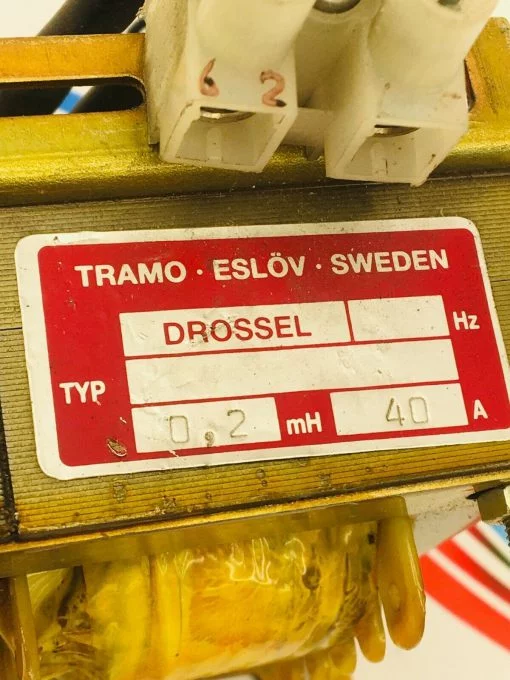 6 2
TRAMO · ESLÖV · SWEDEN
DROSSEL Hz
TYP
0,2 mH 40 A